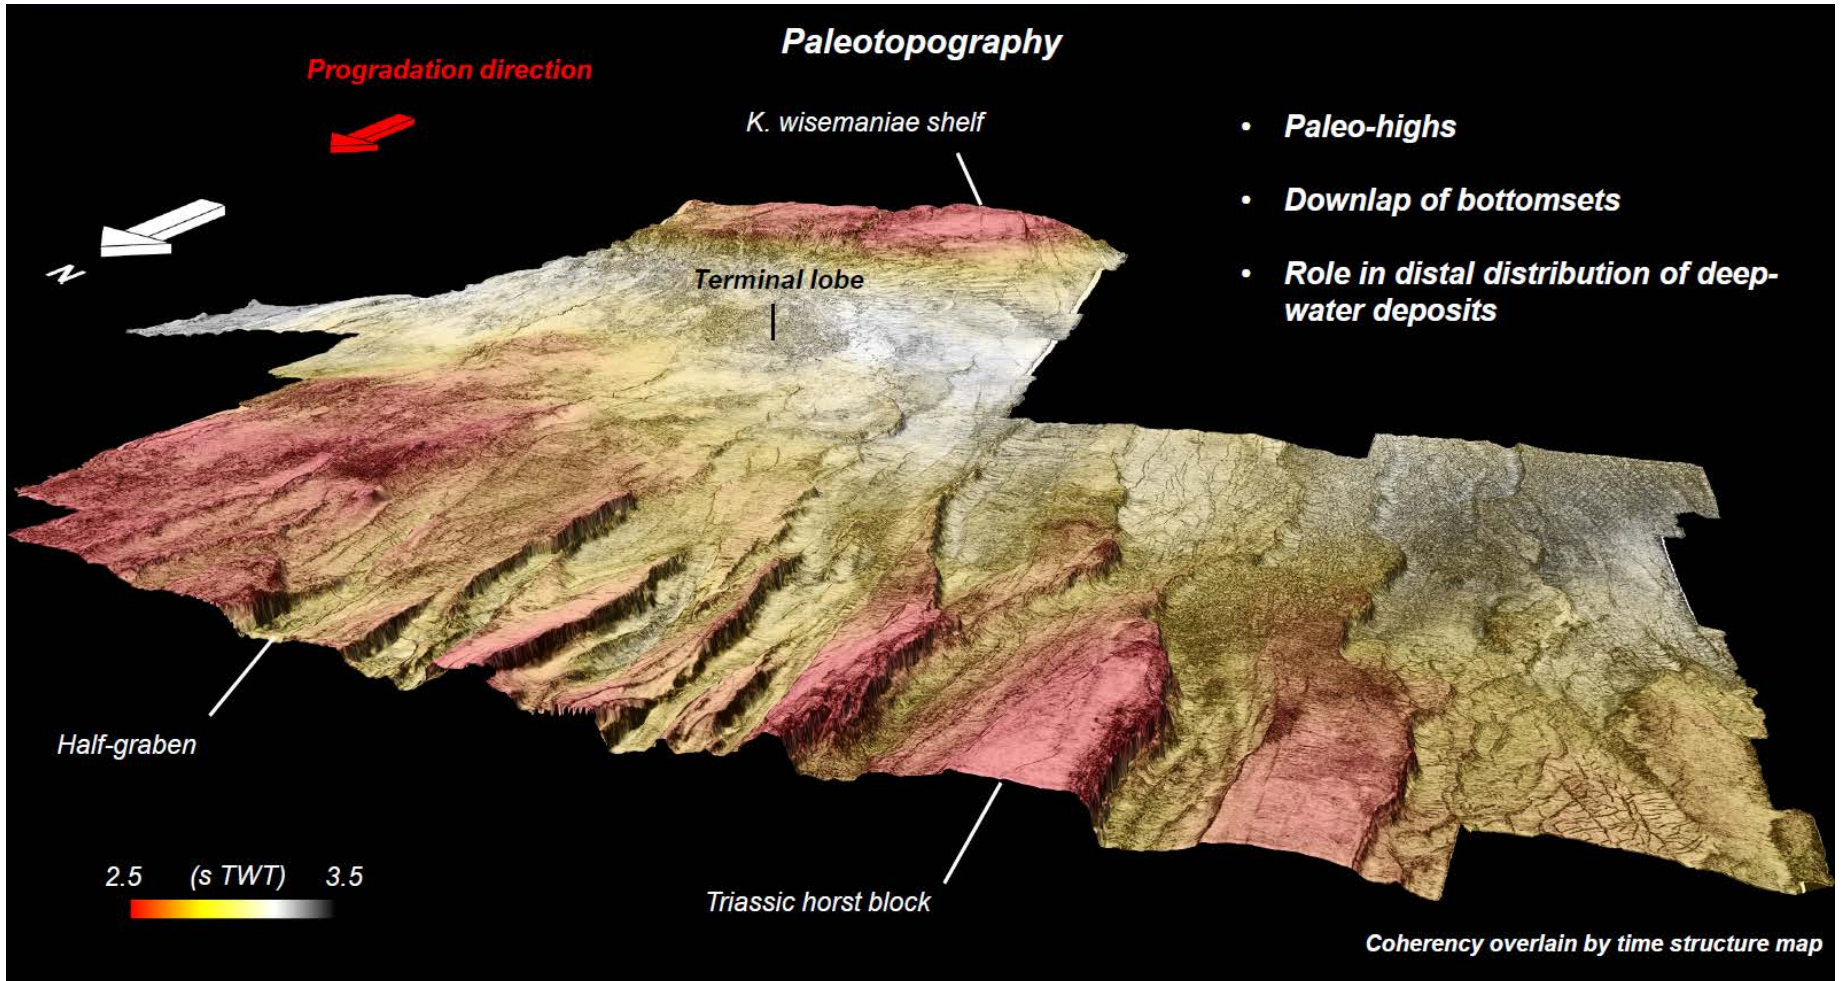 Paleotopography
Progradation direction
K. wisemaniae shelf
• Paleo-highs
• Downlap of bottomsets
• Role in distal distribution of deep-
water deposits
N
Terminal lobe
Half-graben
Triassic horst block
2.5 (s TWT) 3.5
Coherency overlain by time structure map